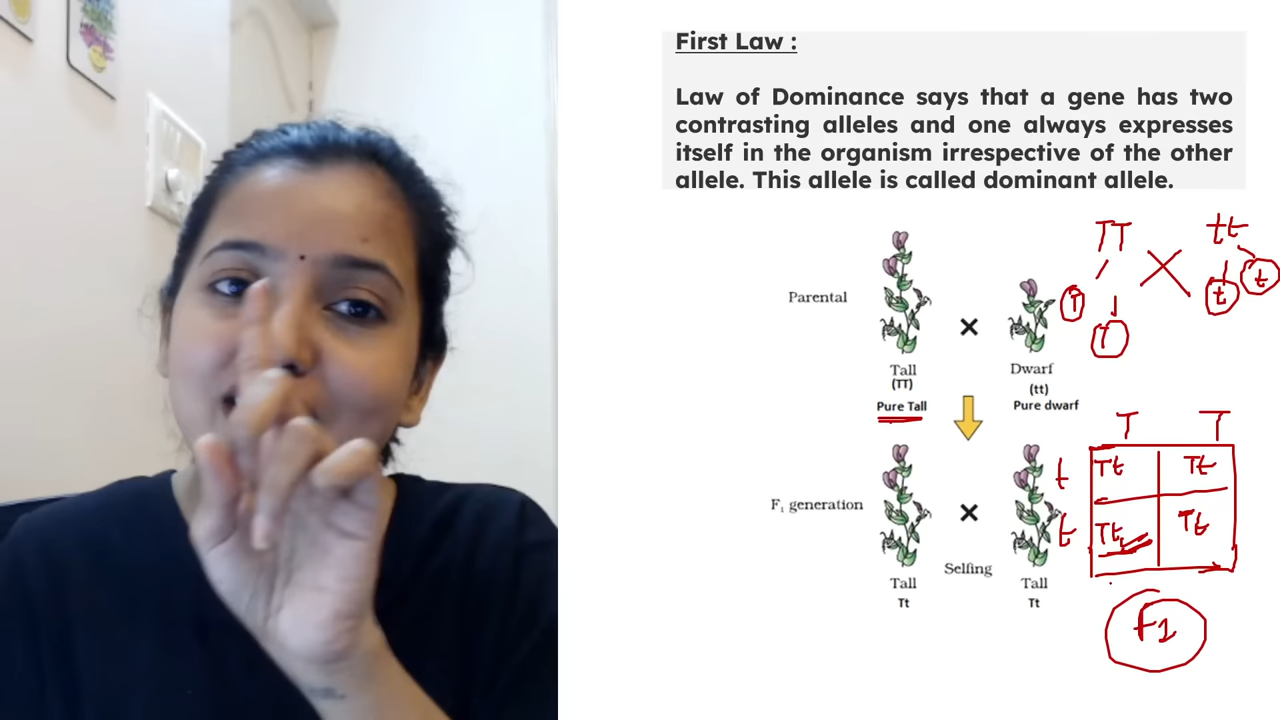 First Law :
Law of Dominance says that a gene has two
contrasting alleles and one always expresses
itself in the organism irrespective of the other
allele. This allele is called dominant allele.
TT tt
T t t
T
Parental
Tall Dwarf
(TT) (tt)
Pure Tall Pure dwarf
T T
t Tt Tt
t Tt Tt
F₁ generation
Selfing
Tall Tall
Tt Tt
F1